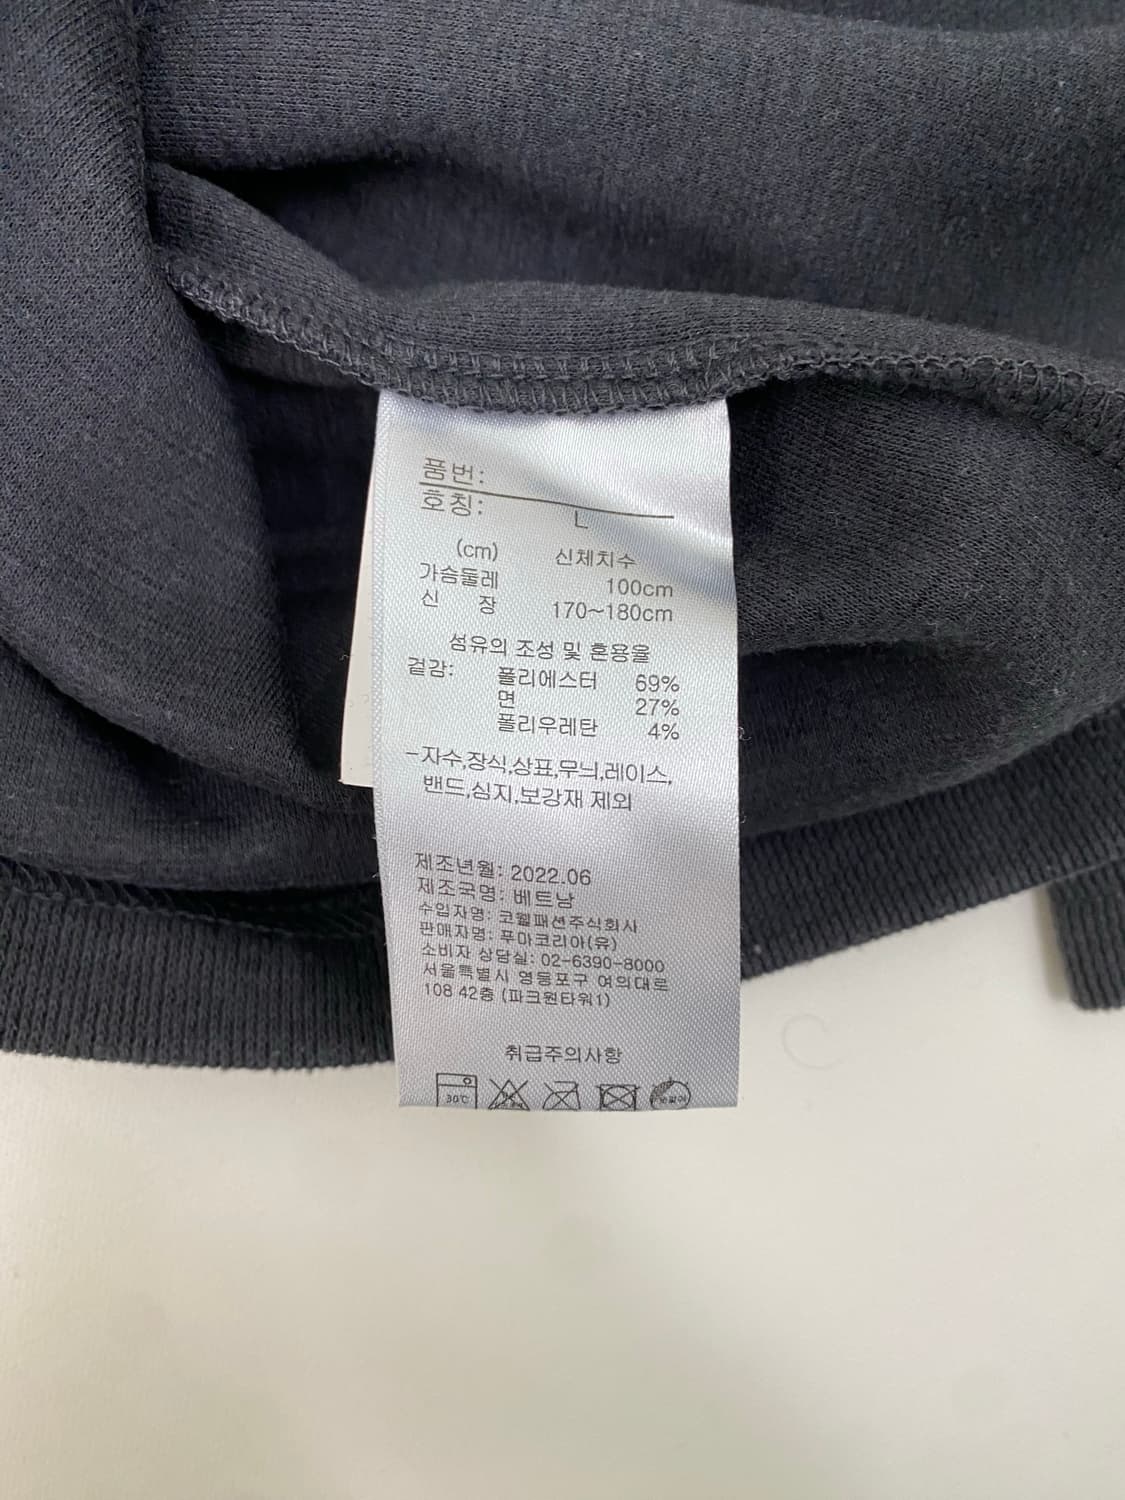 품번:
호칭: L
(cm) 신체치수
가슴둘레 100cm
신 장 170~180cm
섬유의 조성 및 혼용율
겉감: 폴리에스터 69%
면 27%
폴리우레탄 4%
-자수,장식,상표,무늬,레이스,
밴드,심지,보강재 제외
제조년월: 2022.06
제조국명: 베트남
수입자명: 코웰패션주식회사
판매자명: 푸마코리아(유)
소비자 상담실: 02-6390-8000
서울특별시 영등포구 여의대로
108 42층 (파크원타워1)
취급주의사항
30℃